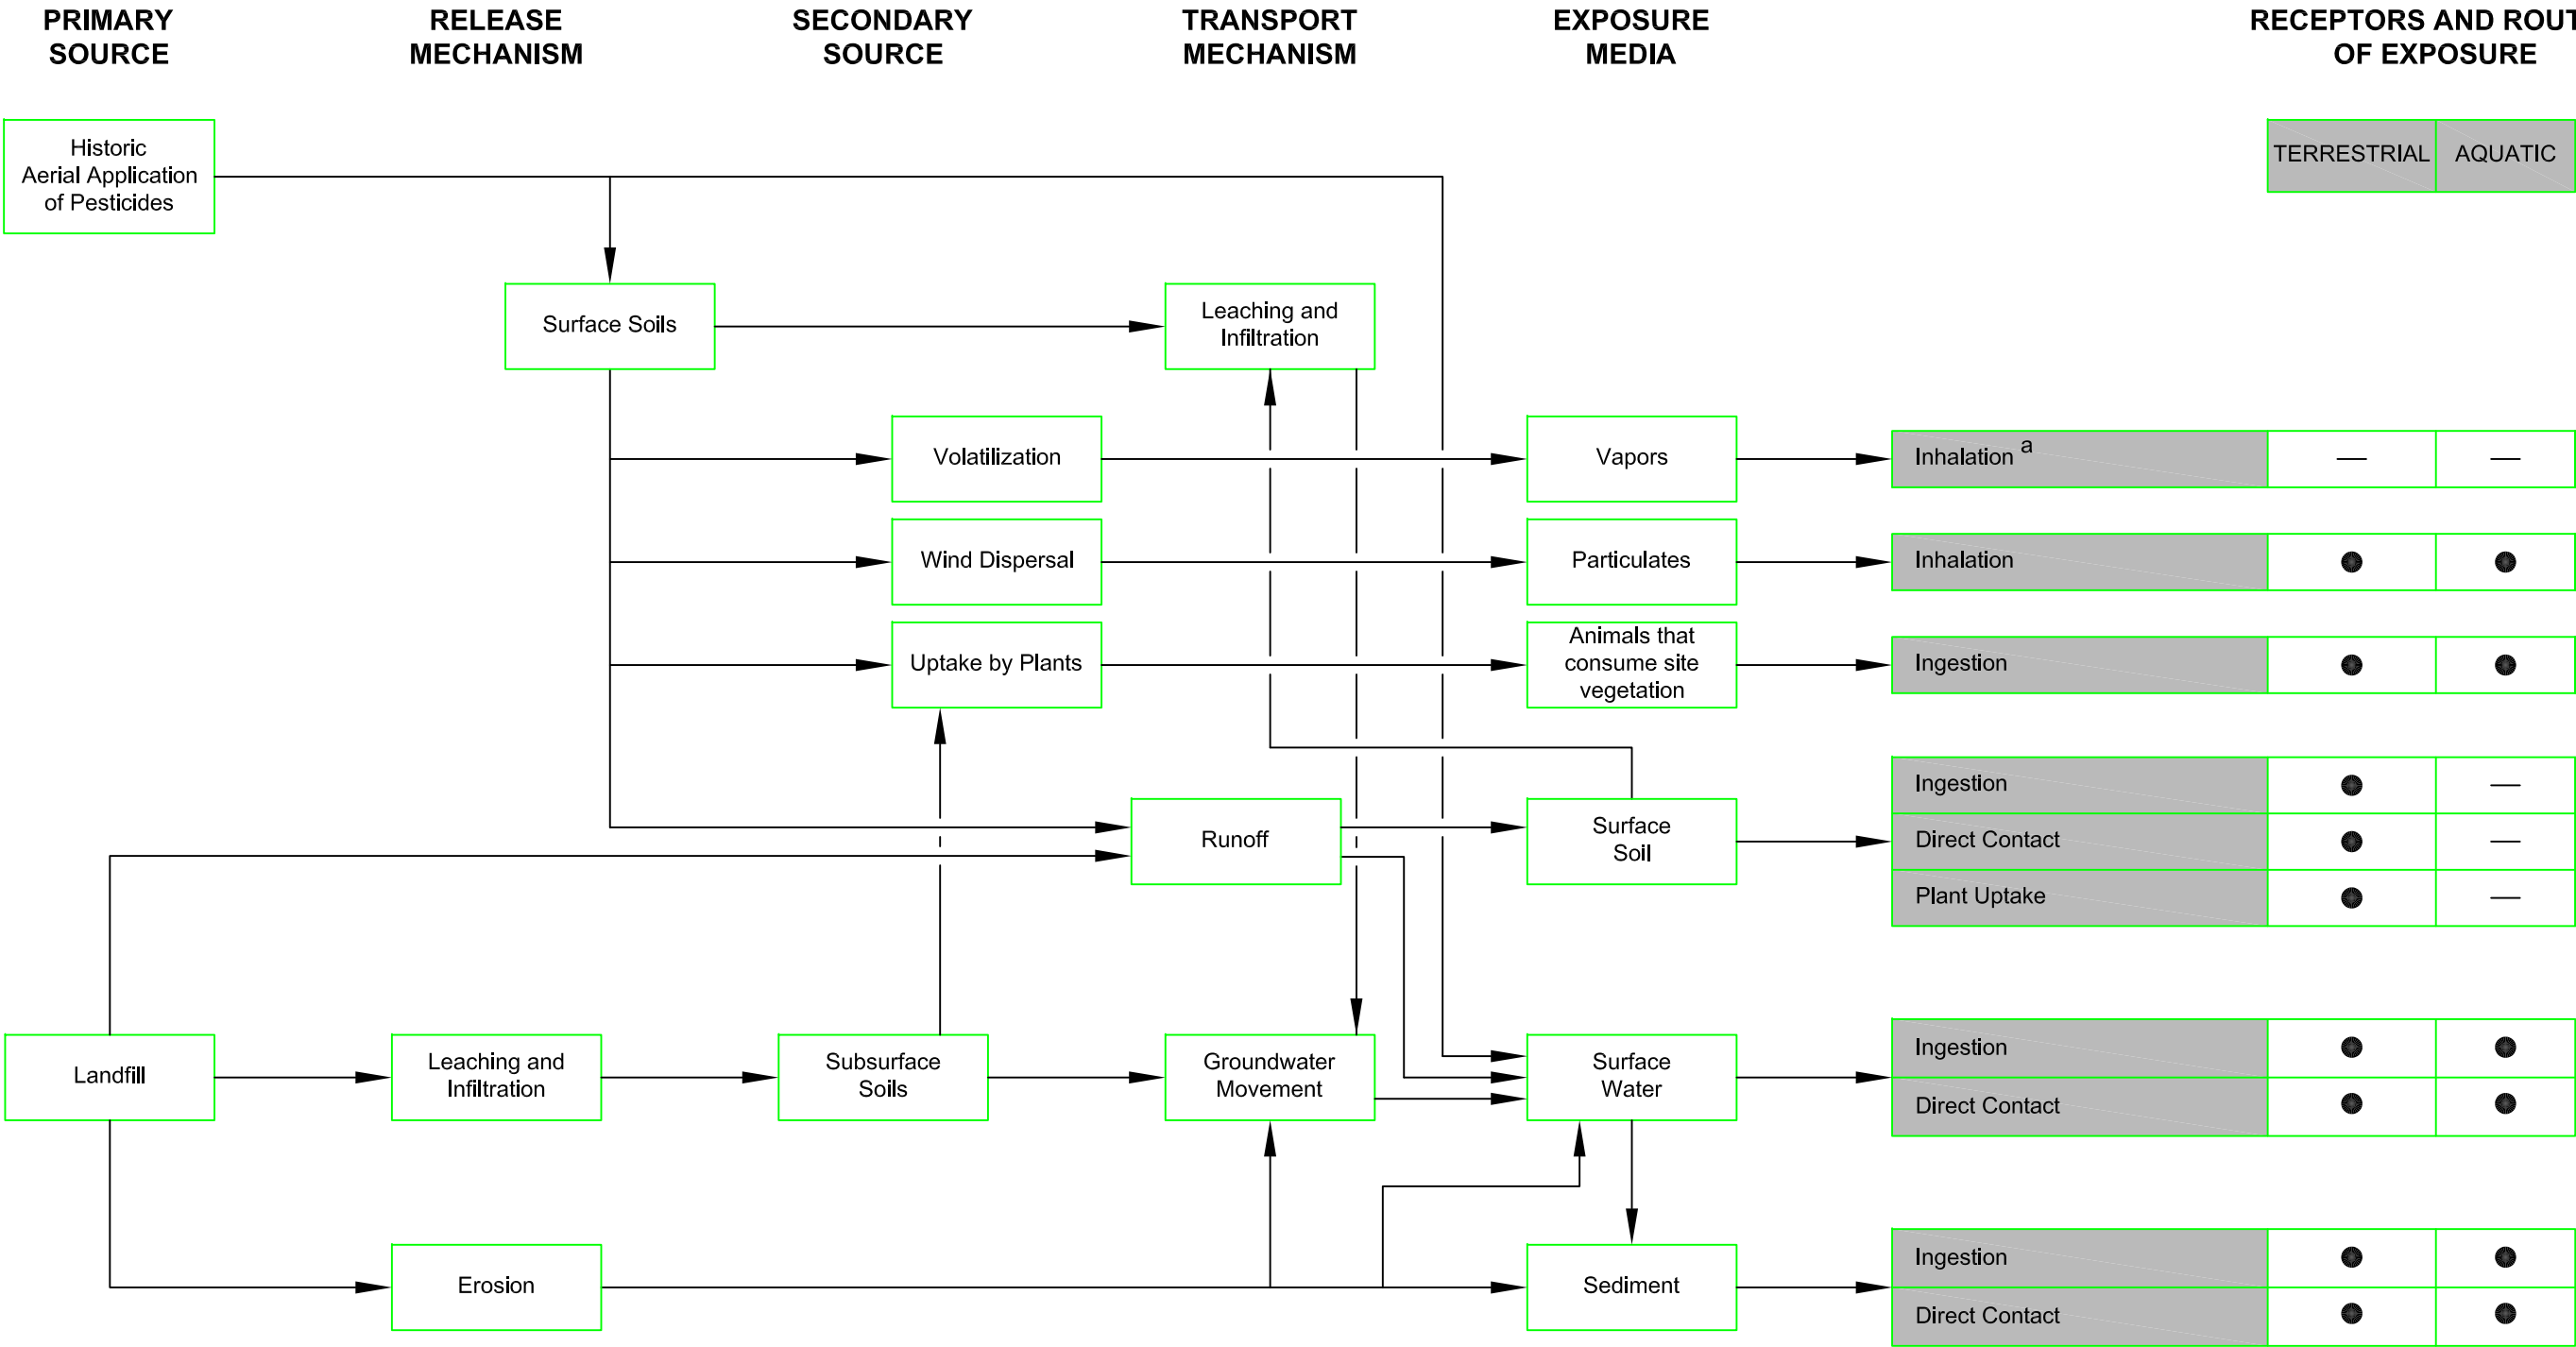 PRIMARY
SOURCE
RELEASE
MECHANISM
SECONDARY
SOURCE
TRANSPORT
MECHANISM
EXPOSURE
MEDIA
RECEPTORS AND ROUT
OF EXPOSURE
Historic
Aerial Application
of Pesticides
TERRESTRIAL
AQUATIC
Surface Soils
Leaching and
Infiltration
Volatilization
Vapors
Inhalation a
— —
Wind Dispersal
Particulates
Inhalation
Uptake by Plants
Animals that
consume site
vegetation
Ingestion
Runoff
Surface
Soil
Ingestion
—
Direct Contact
—
Plant Uptake
—
Landfill
Leaching and
Infiltration
Subsurface
Soils
Groundwater
Movement
Surface
Water
Ingestion
Direct Contact
Erosion
Sediment
Ingestion
Direct Contact